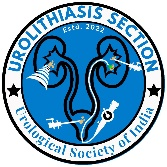 UROLITHIASIS SECTION
Estd. 2022
Urological Society of India